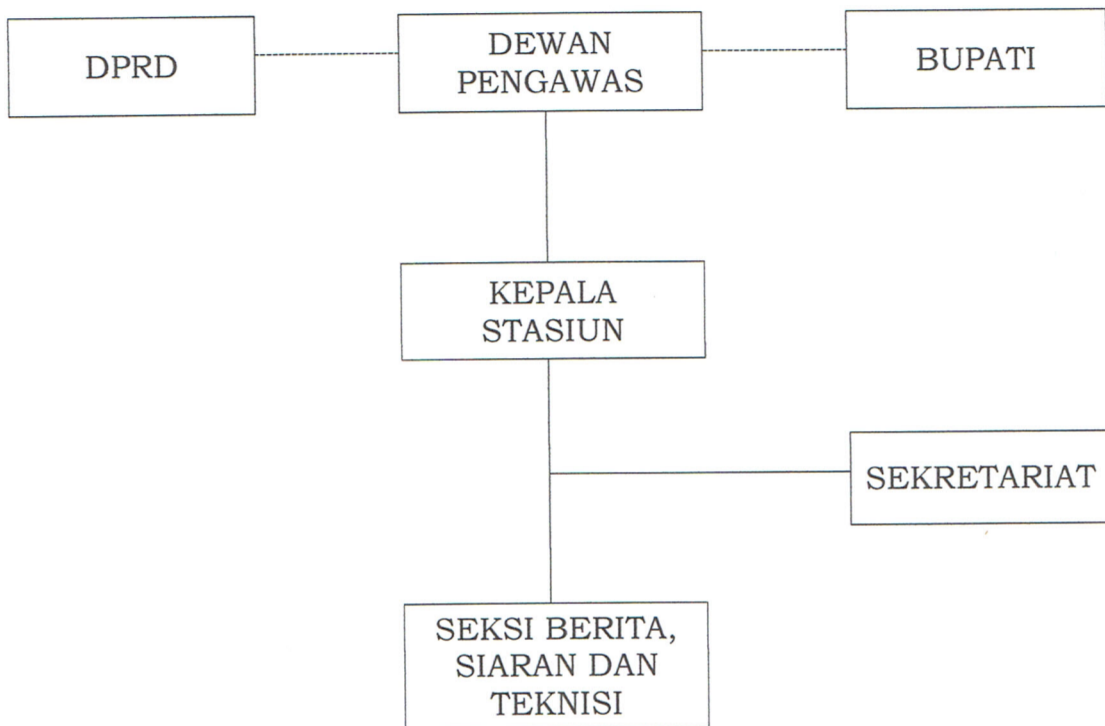 DPRD
DEWAN
PENGAWAS
BUPATI
KEPALA
STASIUN
SEKRETARIAT
SEKSI BERITA,
SIARAN DAN
TEKNISI